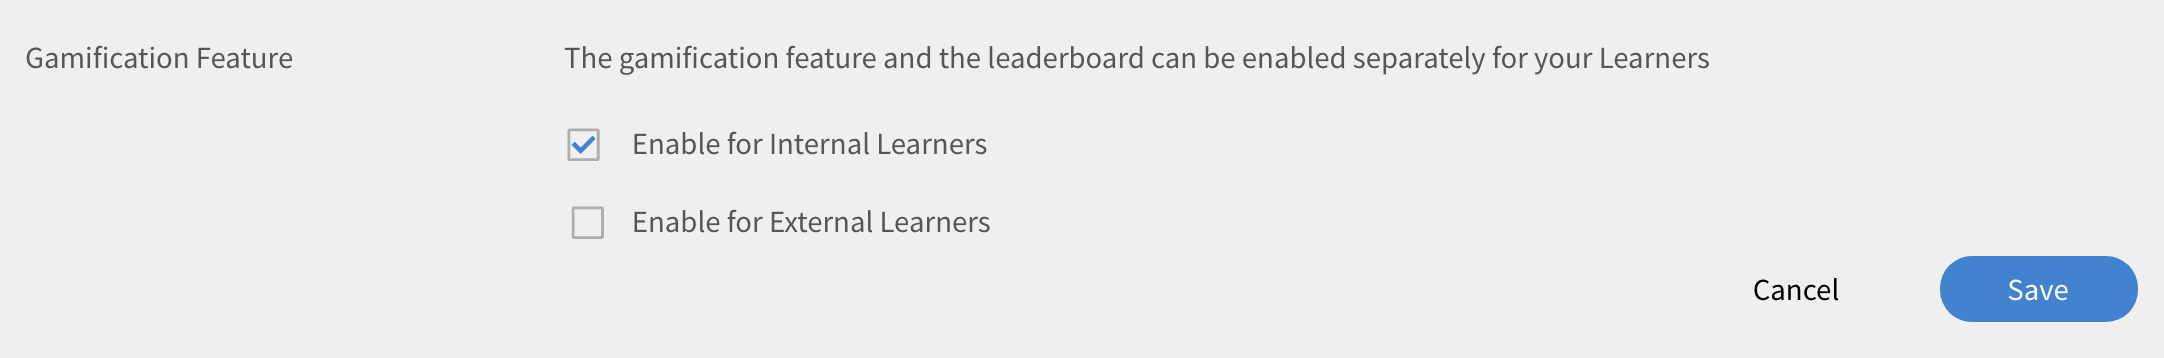 Gamification Feature
The gamification feature and the leaderboard can be enabled separately for your Learners
Enable for Internal Learners
Enable for External Learners
Cancel
Save